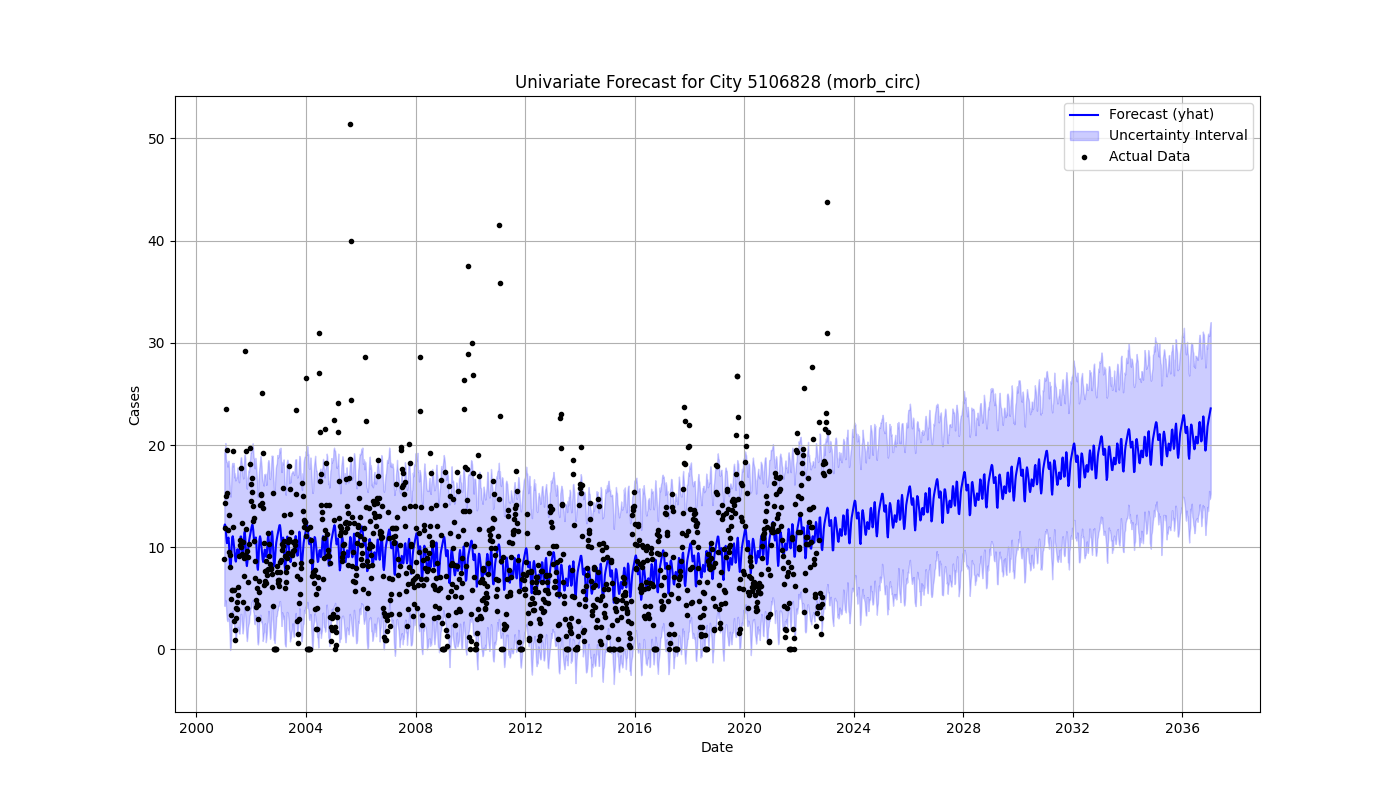 Univariate Forecast for City 5106828 (morb_circ)
Forecast (yhat)
Uncertainty Interval
Actual Data
Cases
50
40
30
20
10
0
2000 2004 2008 2012 2016 2020 2024 2028 2032 2036
Date